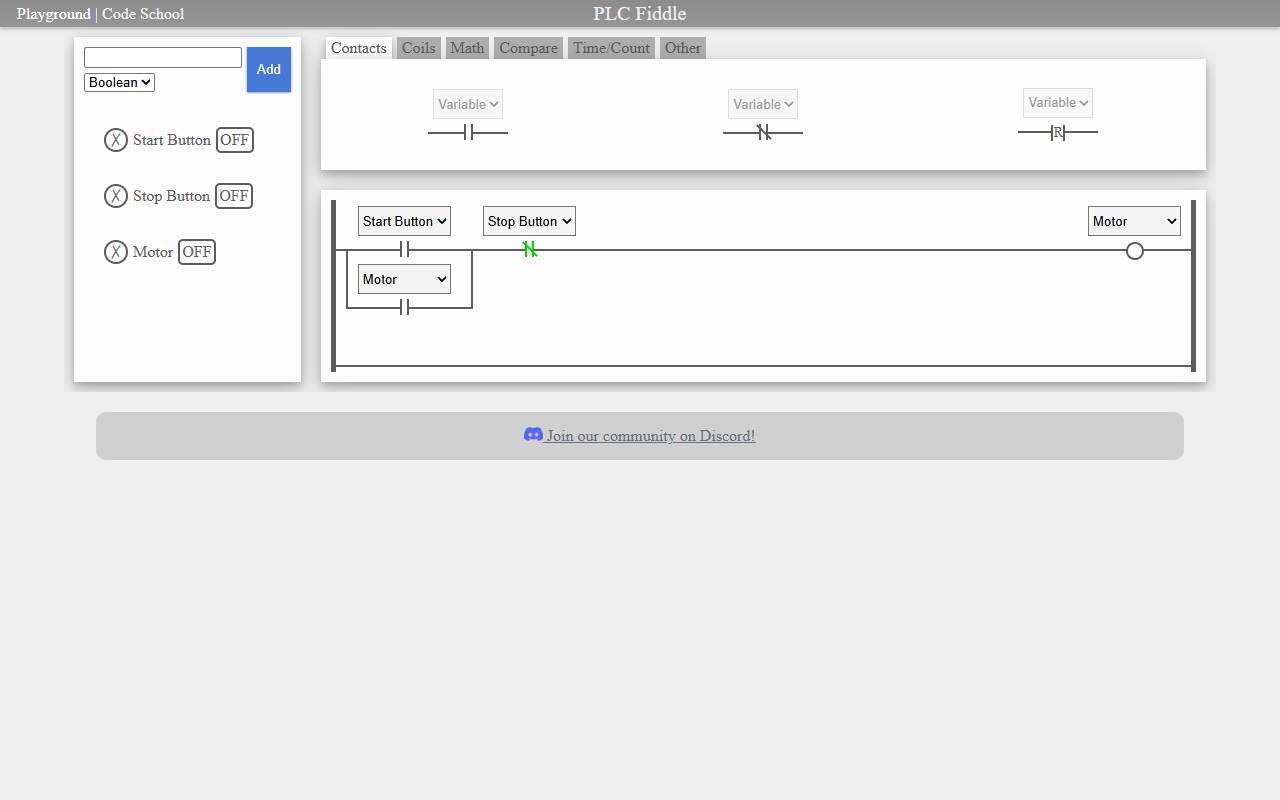 Playground | Code School
PLC Fiddle
Add
Boolean
X Start Button OFF
X Stop Button OFF
X Motor OFF
Contacts Coils Math Compare Time/Count Other
Variable Variable Variable
R
Start Button Stop Button Motor
Motor
Join our community on Discord!